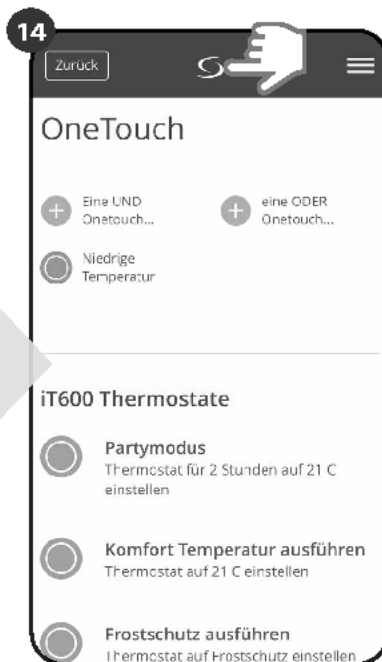 14
Zurück
OneTouch
Eine UND
Onetouch...
eine ODER
Onetouch...
Niedrige
Temperatur
iT600 Thermostate
Partymodus
Thermostat für 2 Stunden auf 21 C
einstellen
Komfort Temperatur ausführen
Thermostat auf 21 C einstellen
Frostschutz ausführen
Thermostat auf Frostschutz einstellen